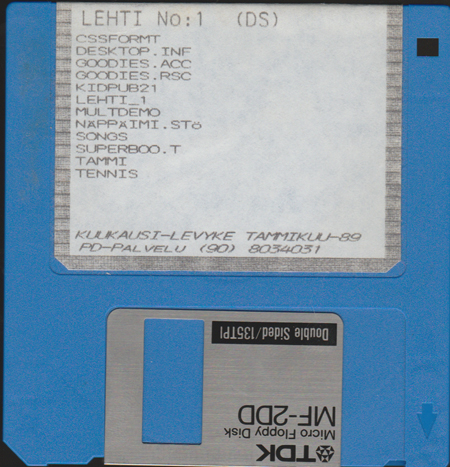 LEHTI No:1 (DS)
CSSFORMT
DESKTOP.INF
GOODIES.ACC
GOODIES.RSC
KIDPUB21
LEHTI_1
MULTDEMO
NÄPPÄIMI.STö
SONGS
SUPERBOO.T
TAMMI
TENNIS
KUUKAUSI-LEVYKE TAMMIKUU-89
PD-PALVELU (90) 8034031
Double Sided/135TPI
MF-2DD
Micro Floppy Disk
TDK